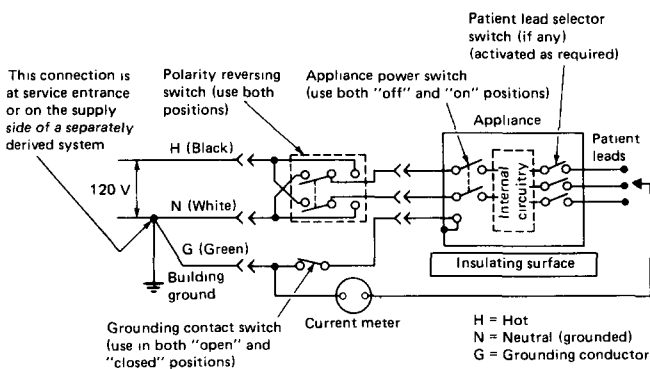 Patient lead selector
switch (if any)
(activated as required)
This connection is
at service entrance
or on the supply
side of a separately
derived system
Polarity reversing
switch (use both
positions)
Appliance power switch
(use both "off" and "on" positions)
Appliance
Patient
leads
H (Black)
120 V
N (White)
Internal
circuitry
G (Green)
Building
ground
Insulating surface
Grounding contact switch
(use in both "open" and
"closed" positions)
Current meter
H = Hot
N = Neutral (grounded)
G = Grounding conductor